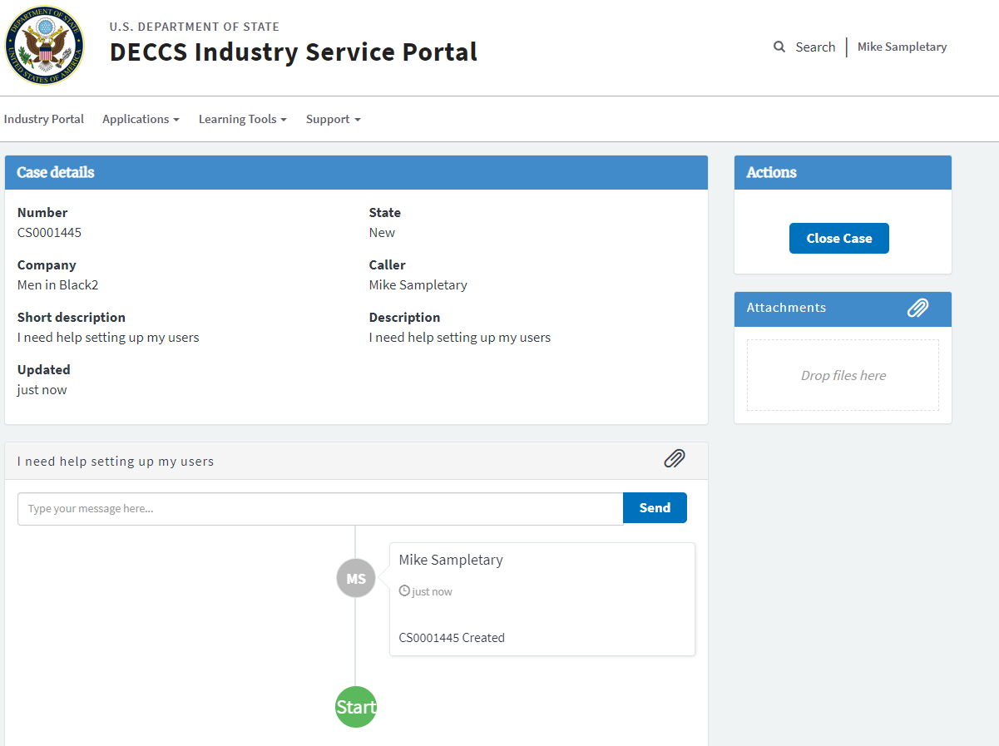 DEPARTMENT OF STATE
UNITED STATES OF AMERICA
U.S. DEPARTMENT OF STATE
DECCS Industry Service Portal
Search
Mike Sampletary
Industry Portal
Applications
Learning Tools
Support
Case details
Number
CS0001445
State
New
Company
Men in Black2
Caller
Mike Sampletary
Short description
I need help setting up my users
Description
I need help setting up my users
Updated
just now
Actions
Close Case
Attachments
Drop files here
I need help setting up my users
Type your message here...
Send
MS
Mike Sampletary
just now
CS0001445 Created
Start